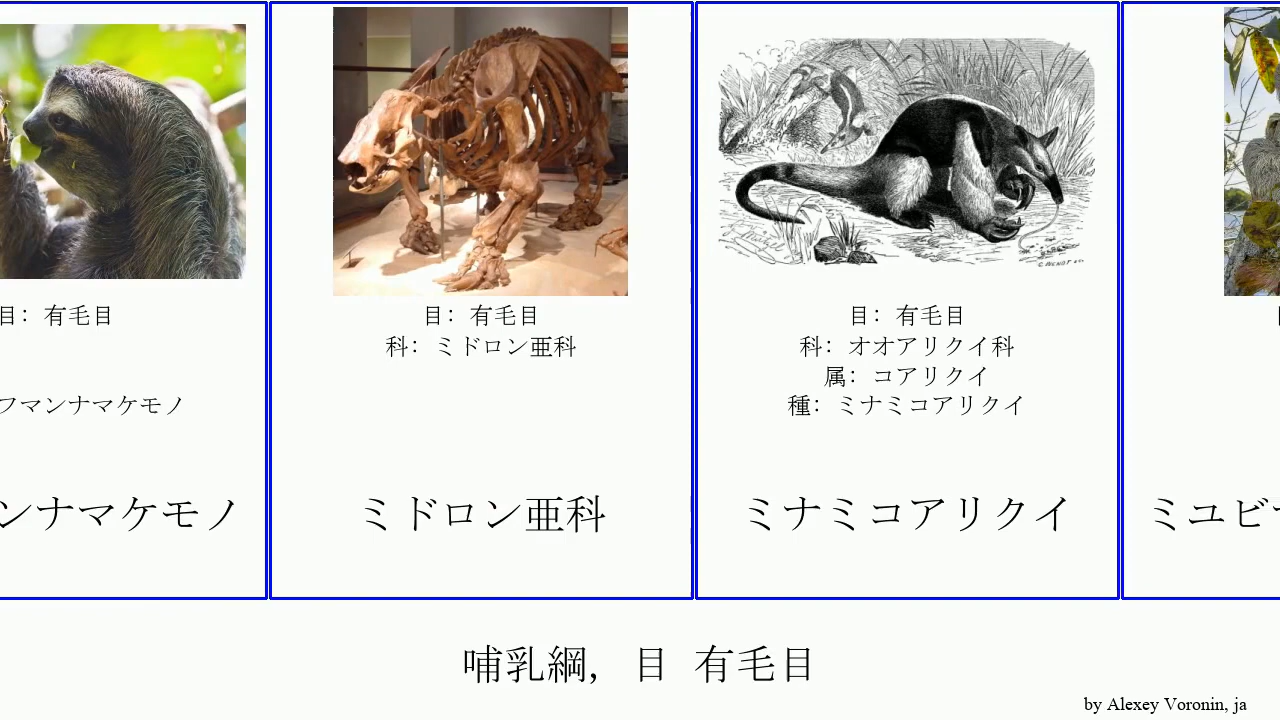 目: 有毛目
フマンナマケモノ
ンナマケモノ
目: 有毛目
科: ミドロン亜科
ミドロン亜科
目: 有毛目
科: オオアリクイ科
属: コアリクイ
種: ミナミコアリクイ
ミナミコアリクイ
ミユビ
哺乳綱, 目 有毛目
by Alexey Voronin, ja